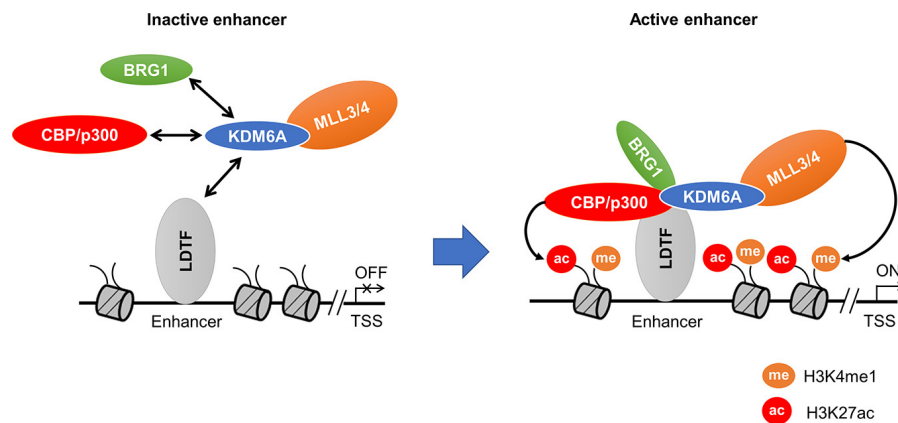 Inactive enhancer
BRG1
CBP/p300
KDM6A
MLL3/4
LDTF
OFF
Enhancer
TSS
Active enhancer
BRG1
MLL3/4
CBP/p300
KDM6A
LDTF
ac
me
ac
me
ac
me
ON
Enhancer
TSS
me H3K4me1
ac H3K27ac